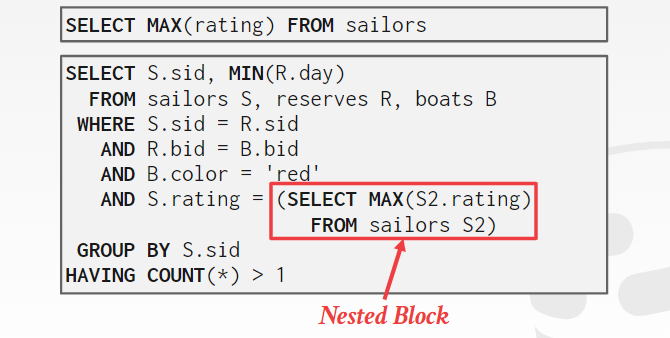 SELECT MAX(rating) FROM sailors
SELECT S.sid, MIN(R.day)
FROM sailors S, reserves R, boats B
WHERE S.sid = R.sid
AND R.bid = B.bid
AND B.color = 'red'
AND S.rating = (SELECT MAX(S2.rating)
FROM sailors S2)
GROUP BY S.sid
HAVING COUNT(*) > 1
Nested Block